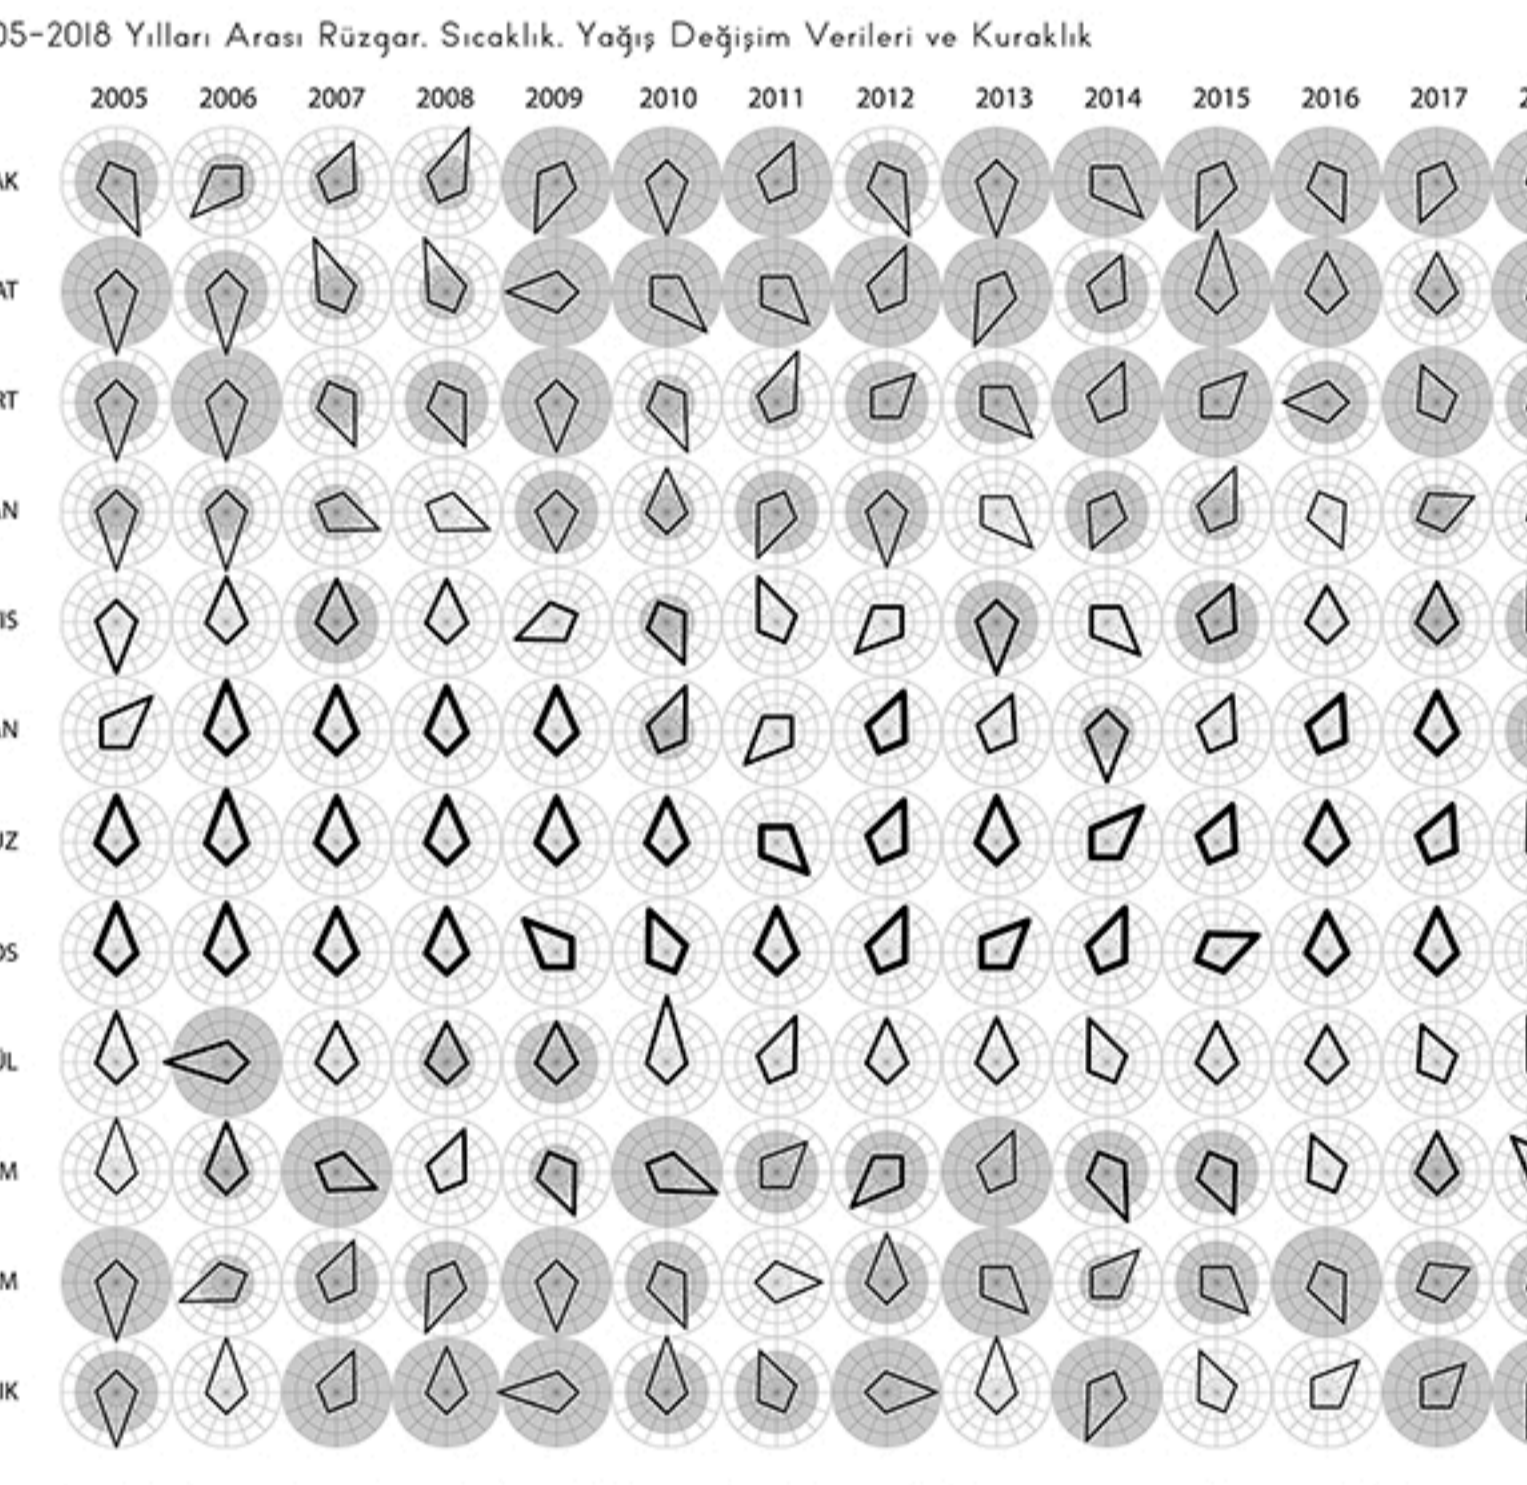 05-2018 Yılları Arası Rüzgar. Sıcaklık. Yağış Değişim Verileri ve Kuraklık
2005 2006 2007 2008 2009 2010 2011 2012 2013 2014 2015 2016 2017 2
AK
AT
RT
AN
IS
AN
UZ
OS
ÜL
M
M
IK